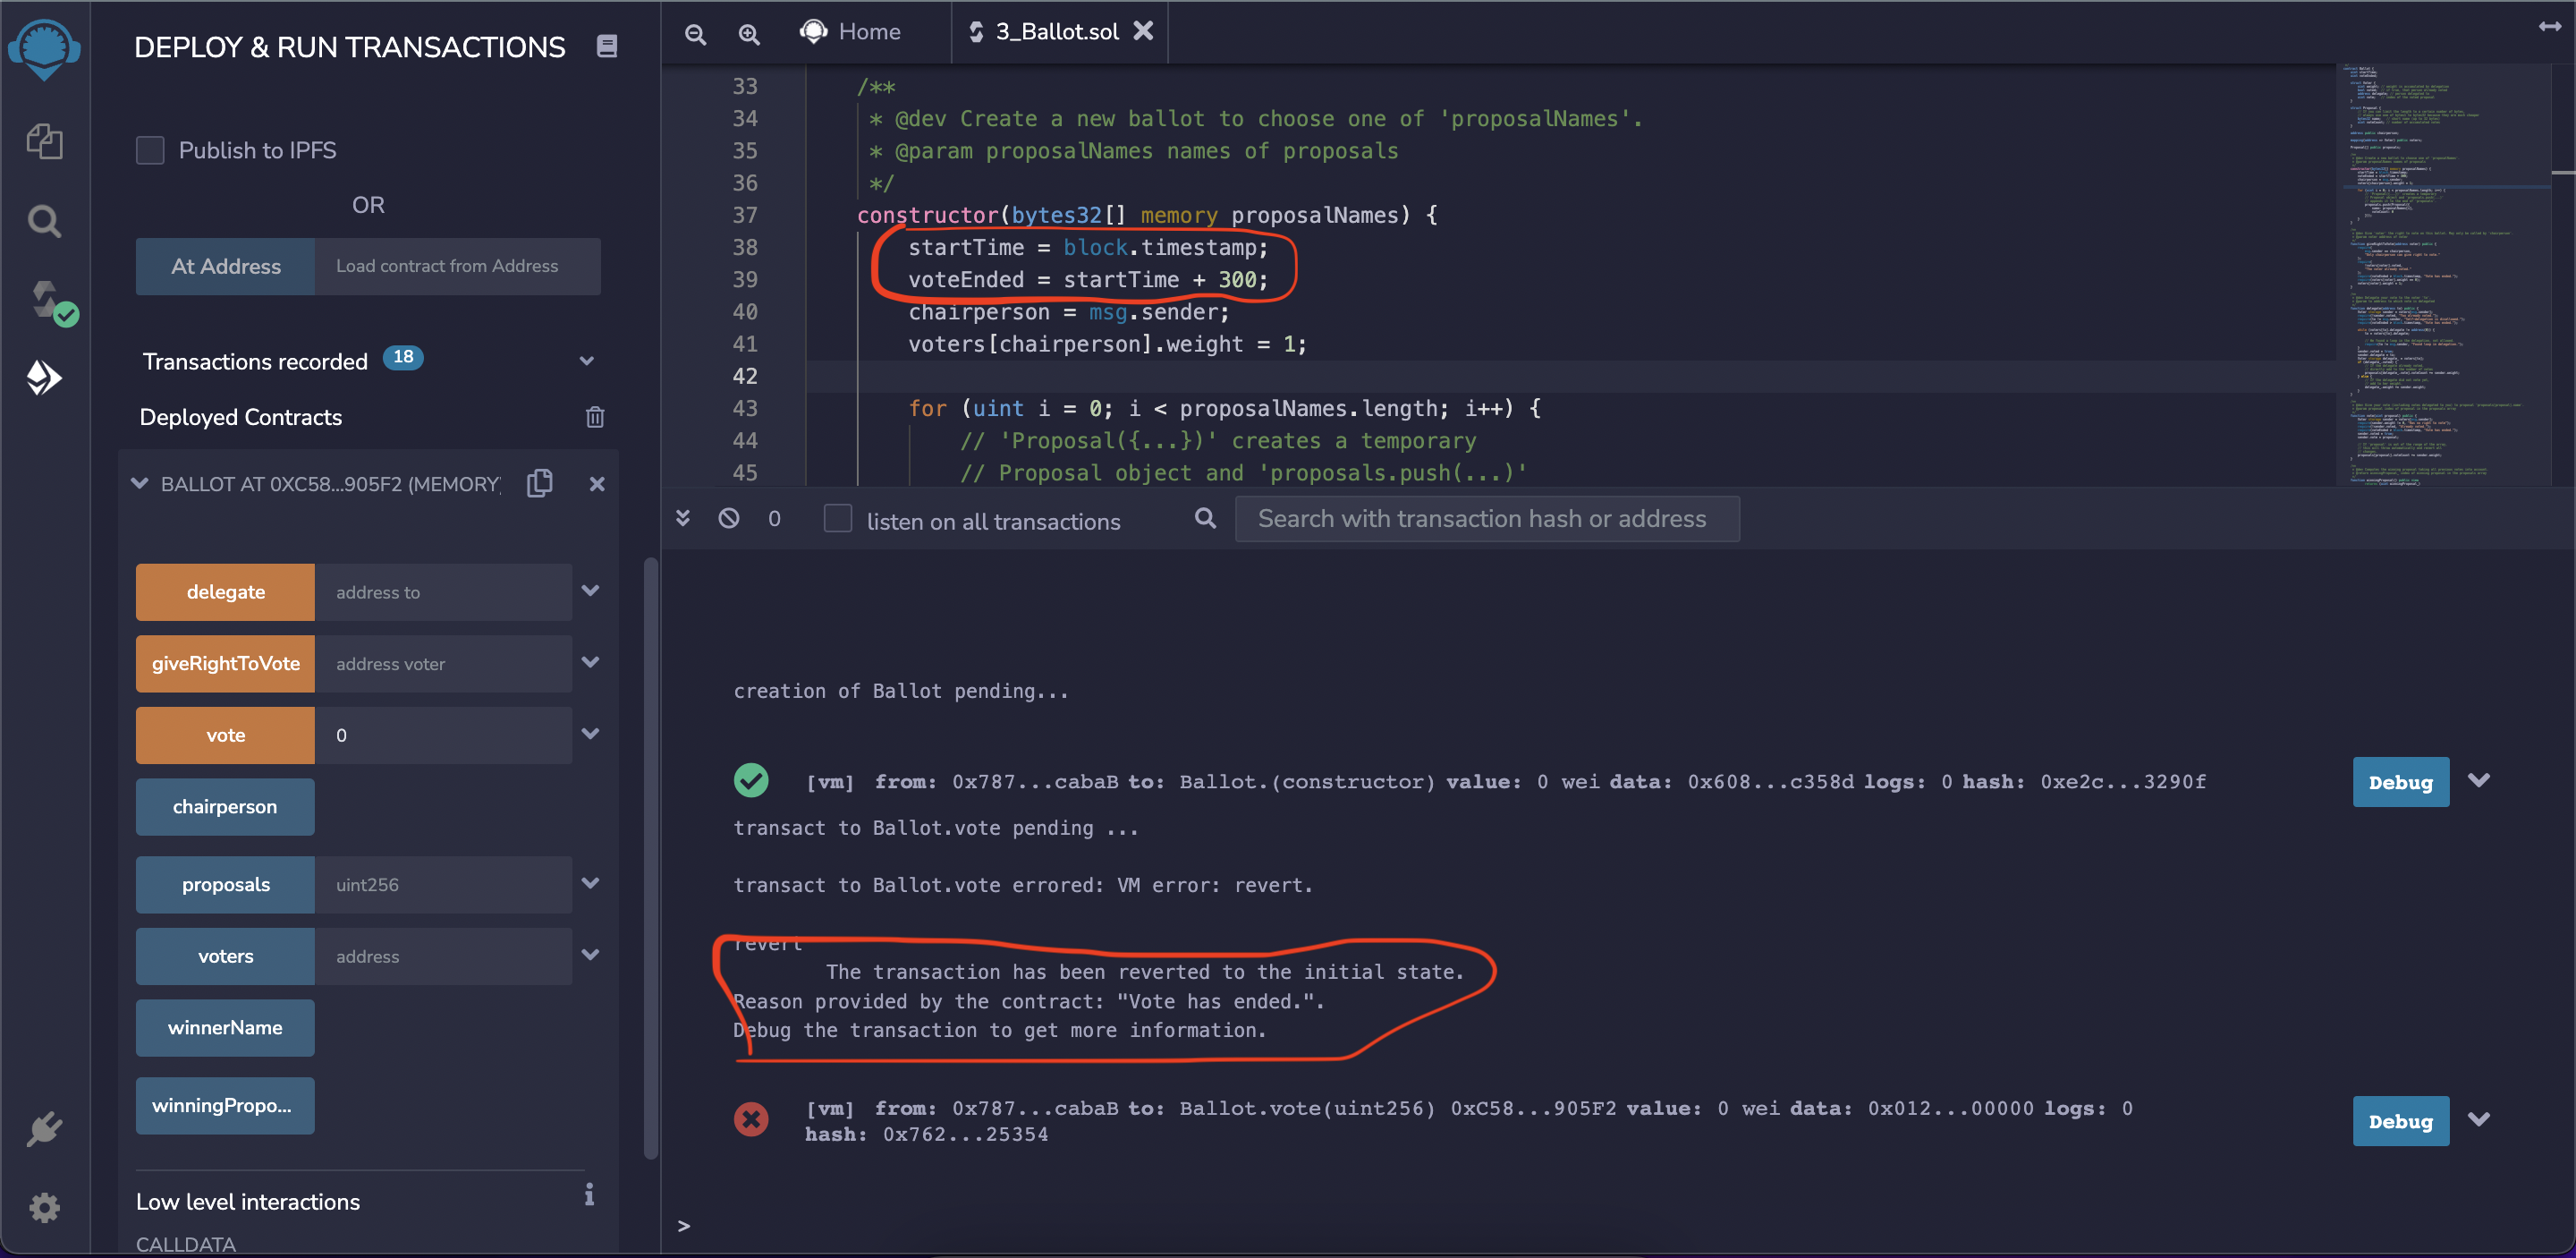 DEPLOY & RUN TRANSACTIONS
Publish to IPFS
OR
At Address
Load contract from Address
Transactions recorded 18
Deployed Contracts
BALLOT AT 0XC58...905F2 (MEMORY)
delegate
address to
giveRightToVote
address voter
vote
0
chairperson
proposals
uint256
voters
address
winnerName
winningPropo...
Low level interactions
CALLDATA
Home
3_Ballot.sol
33 /**
34 * @dev Create a new ballot to choose one of 'proposalNames'.
35 * @param proposalNames names of proposals
36 */
37 constructor(bytes32[] memory proposalNames) {
38 startTime = block.timestamp;
39 voteEnded = startTime + 300;
40 chairperson = msg.sender;
41 voters[chairperson].weight = 1;
42
43 for (uint i = 0; i < proposalNames.length; i++) {
44 // 'Proposal({...})' creates a temporary
45 // Proposal object and 'proposals.push(...)'
0
listen on all transactions
Search with transaction hash or address
creation of Ballot pending...
[vm] from: 0x787...cabaB to: Ballot.(constructor) value: 0 wei data: 0x608...c358d logs: 0 hash: 0xe2c...3290f
Debug
transact to Ballot.vote pending ...
transact to Ballot.vote errored: VM error: revert.
revert
The transaction has been reverted to the initial state.
Reason provided by the contract: "Vote has ended.".
Debug the transaction to get more information.
[vm] from: 0x787...cabaB to: Ballot.vote(uint256) 0xC58...905F2 value: 0 wei data: 0x012...00000 logs: 0
hash: 0x762...25354
Debug
>